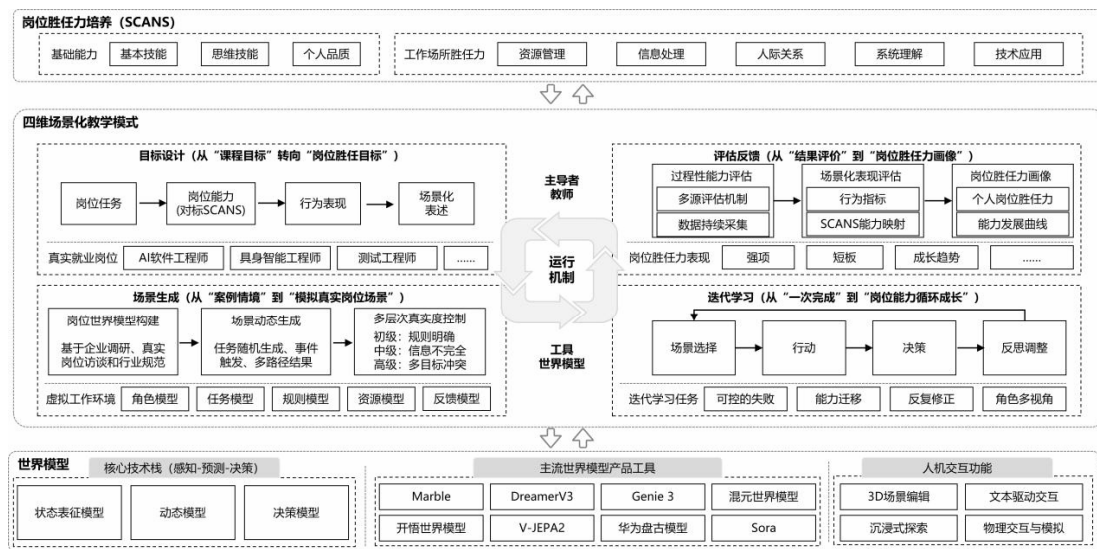 岗位胜任力培养（SCANS）
基础能力 基本技能 思维技能 个人品质 工作场所胜任力 资源管理 信息处理 人际关系 系统理解 技术应用
四维场景化教学模式
目标设计（从“课程目标”转向“岗位胜任目标”）
岗位任务
岗位能力
(对标SCANS)
行为表现
场景化
表述
真实就业岗位 AI软件工程师 具身智能工程师 测试工程师 ……
主导者
教师
评估反馈（从“结果评价”到“岗位胜任力画像”）
过程性能力评估
多源评估机制
数据持续采集
场景化表现评估
行为指标
SCANS能力映射
岗位胜任力画像
个人岗位胜任力
能力发展曲线
岗位胜任力表现 强项 短板 成长趋势 ……
运行
机制
场景生成（从“案例情境”到“模拟真实岗位场景”）
岗位世界模型构建
基于企业调研、真实
岗位访谈和行业规范
场景动态生成
任务随机生成、事件
触发、多路径结果
多层次真实度控制
初级：规则明确
中级：信息不完全
高级：多目标冲突
虚拟工作环境 角色模型 任务模型 规则模型 资源模型 反馈模型
工具
世界模型
迭代学习（从“一次完成”到“岗位能力循环成长”）
场景选择 行动 决策 反思调整
迭代学习任务 可控的失败 能力迁移 反复修正 角色多视角
世界模型
核心技术栈（感知-预测-决策）
状态表征模型 动态模型 决策模型
主流世界模型产品工具
Marble DreamerV3 Genie 3 混元世界模型
开悟世界模型 V-JEPA2 华为盘古模型 Sora
人机交互功能
3D场景编辑 文本驱动交互
沉浸式探索 物理交互与模拟